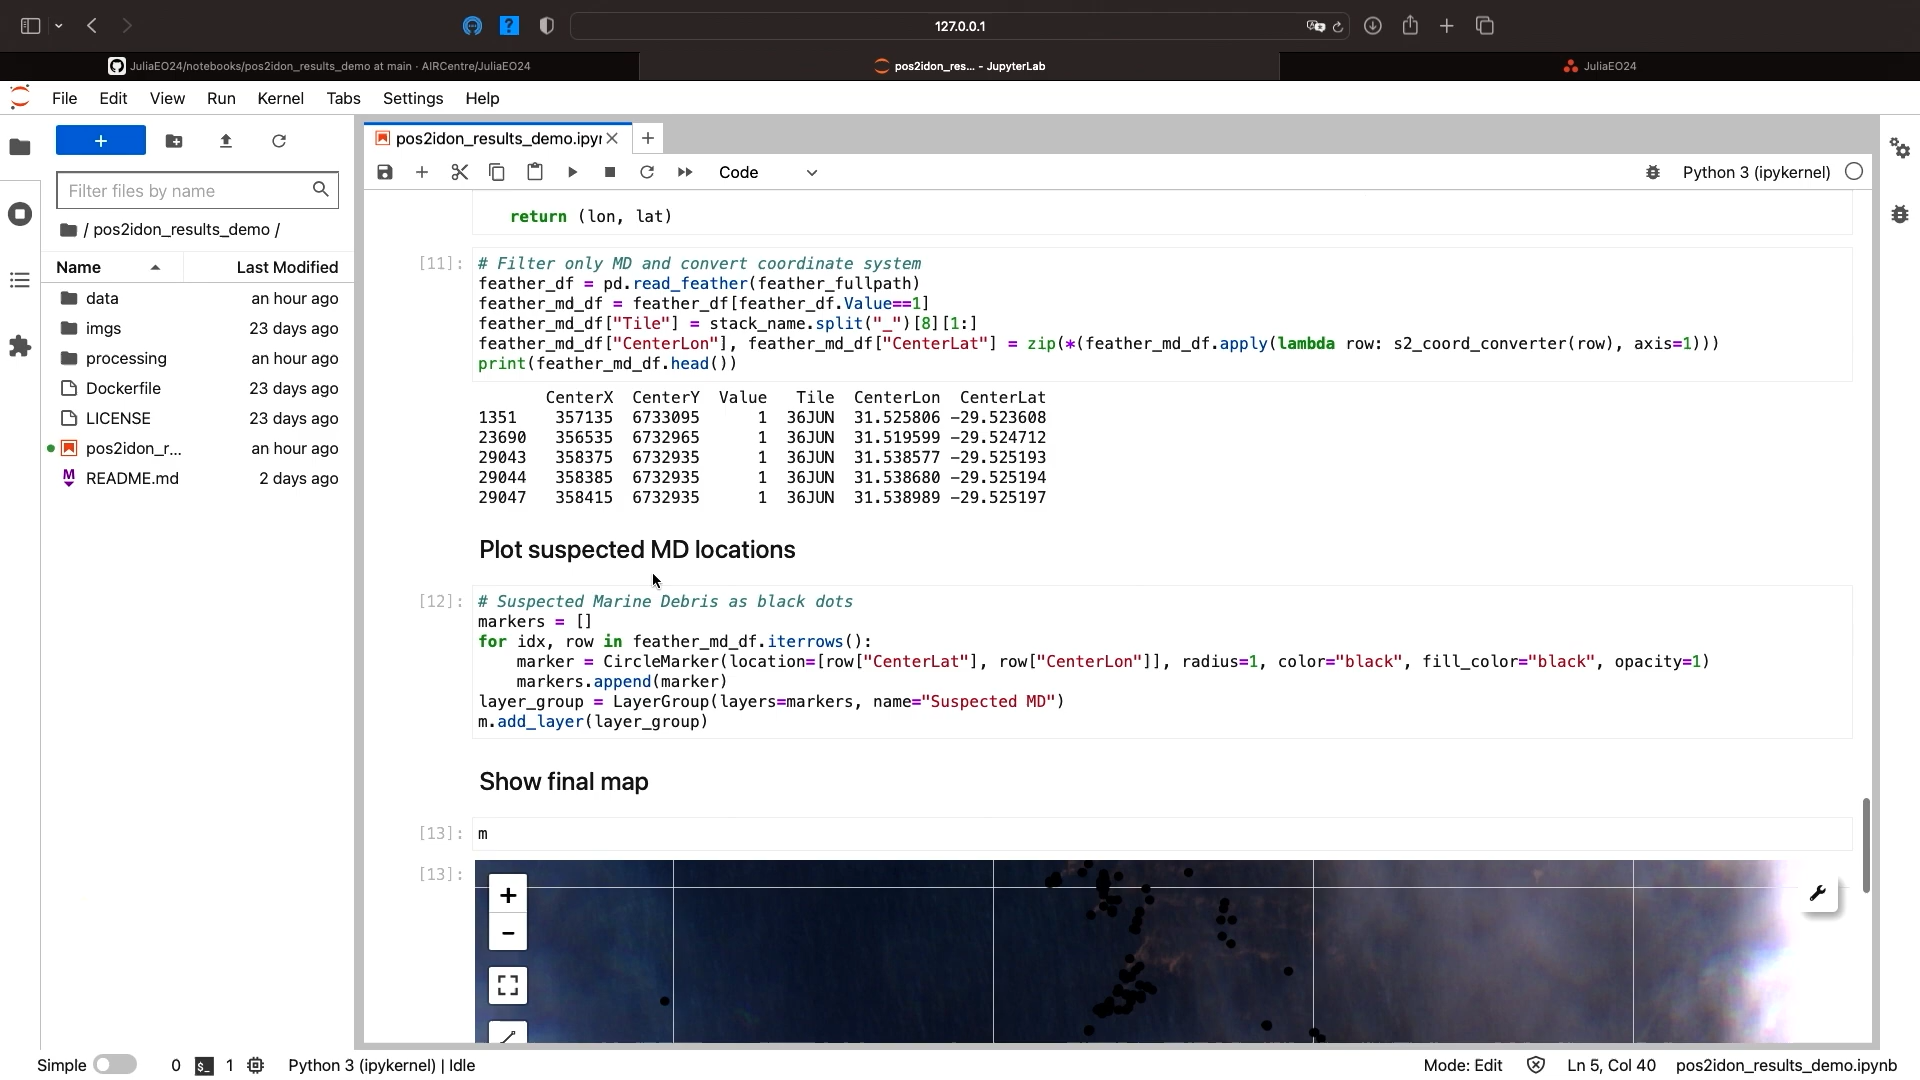 127.0.0.1
JuliaEO24/notebooks/pos2idon_results_demo at main · AIRCentre/JuliaEO24
pos2idon_res... - JupyterLab
JuliaEO24
File Edit View Run Kernel Tabs Settings Help
pos2idon_results_demo.ipyn
Code
Python 3 (ipykernel)
Filter files by name
/ pos2idon_results_demo /
Name Last Modified
data an hour ago
imgs 23 days ago
processing an hour ago
Dockerfile 23 days ago
LICENSE 23 days ago
pos2idon_r... an hour ago
README.md 2 days ago
return (lon, lat)
[11]: # Filter only MD and convert coordinate system
feather_df = pd.read_feather(feather_fullpath)
feather_md_df = feather_df[feather_df.Value==1]
feather_md_df["Tile"] = stack_name.split("_")[8][1:]
feather_md_df["CenterLon"], feather_md_df["CenterLat"] = zip(*(feather_md_df.apply(lambda row: s2_coord_converter(row), axis=1)))
print(feather_md_df.head())
CenterX CenterY Value Tile CenterLon CenterLat
1351 357135 6733095 1 36JUN 31.525806 -29.523608
23690 356535 6732965 1 36JUN 31.519599 -29.524712
29043 358375 6732935 1 36JUN 31.538577 -29.525193
29044 358385 6732935 1 36JUN 31.538680 -29.525194
29047 358415 6732935 1 36JUN 31.538989 -29.525197
Plot suspected MD locations
[12]: # Suspected Marine Debris as black dots
markers = []
for idx, row in feather_md_df.iterrows():
marker = CircleMarker(location=[row["CenterLat"], row["CenterLon"]], radius=1, color="black", fill_color="black", opacity=1)
markers.append(marker)
layer_group = LayerGroup(layers=markers, name="Suspected MD")
m.add_layer(layer_group)
Show final map
[13]: m
[13]:
+
−
Simple 0 1 Python 3 (ipykernel) | Idle
Mode: Edit Ln 5, Col 40 pos2idon_results_demo.ipynb